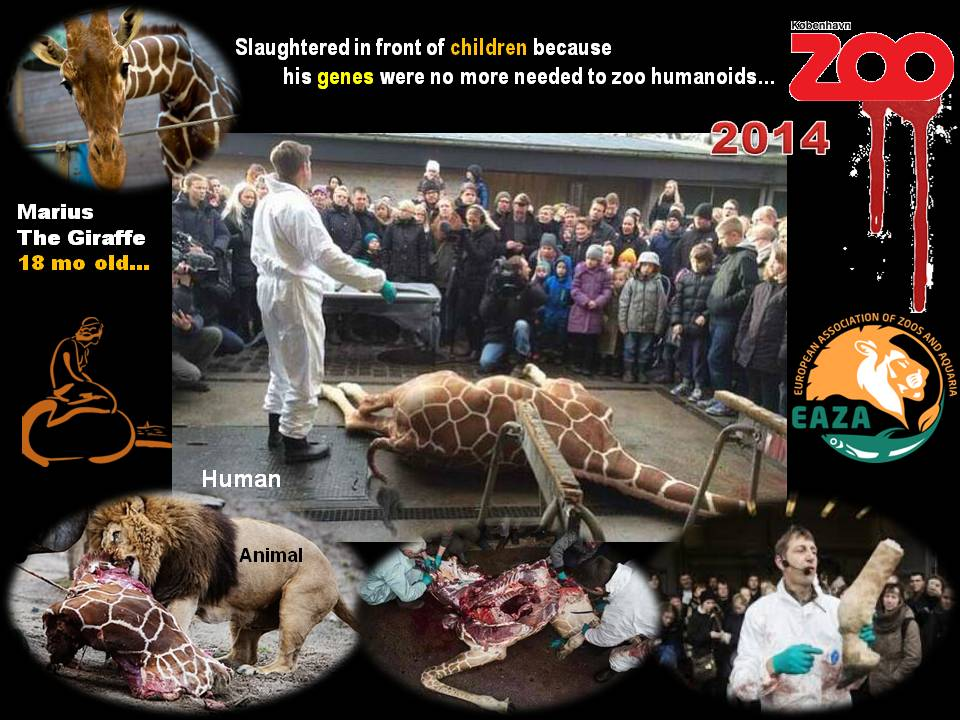 Slaughtered in front of children because
his genes were no more needed to zoo humanoids...
København
ZOO
2014
Marius
The Giraffe
18 mo old...
EUROPEAN ASSOCIATION OF ZOOS AND AQUARIA
EAZA
Human
Animal